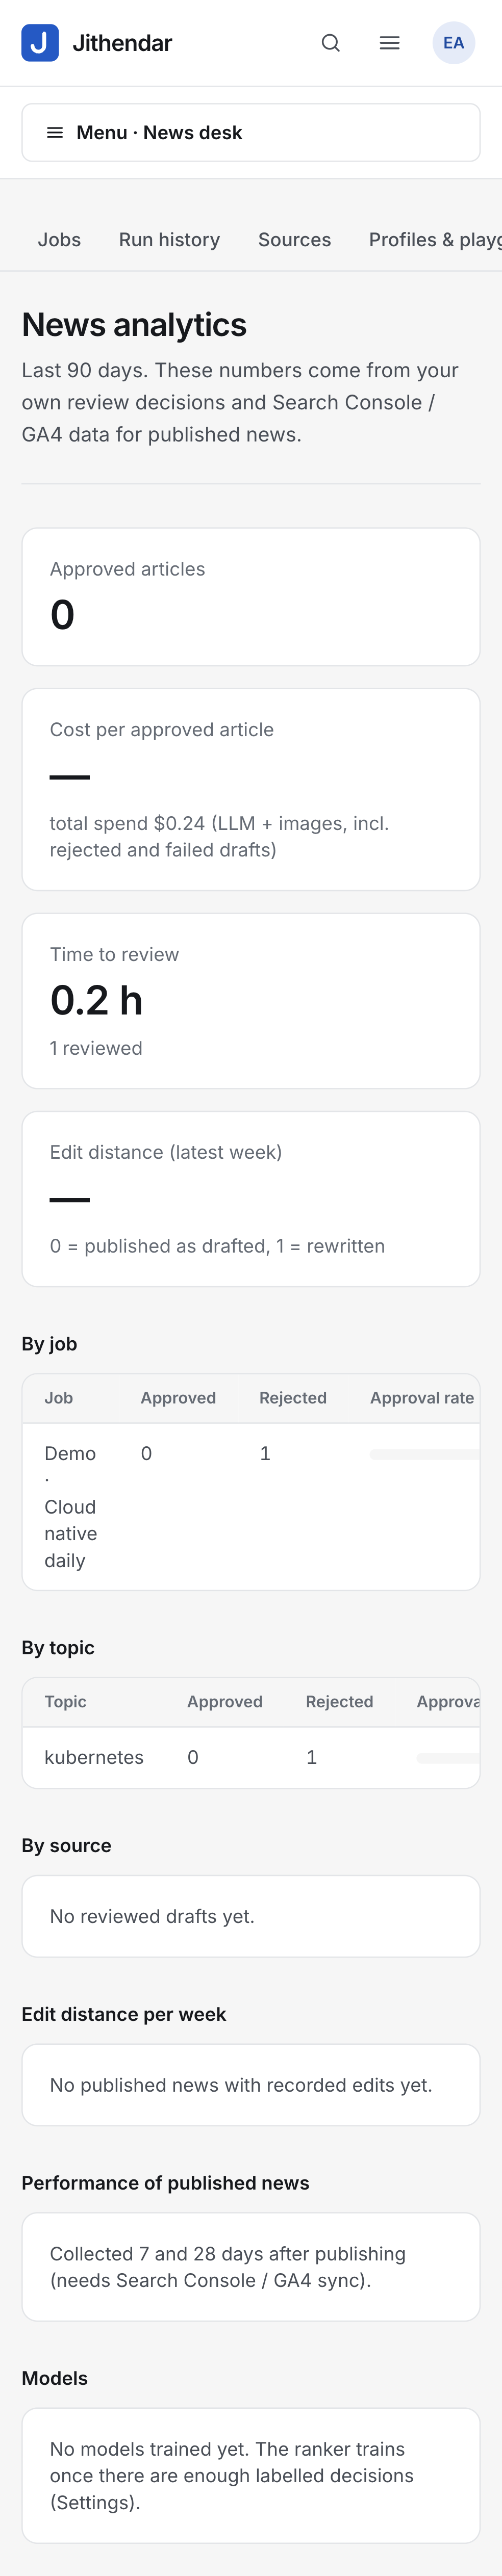 J Jithendar EA
Menu · News desk
Jobs Run history Sources Profiles & playg
News analytics
Last 90 days. These numbers come from your
own review decisions and Search Console /
GA4 data for published news.
Approved articles
0
Cost per approved article
—
total spend $0.24 (LLM + images, incl.
rejected and failed drafts)
Time to review
0.2 h
1 reviewed
Edit distance (latest week)
—
0 = published as drafted, 1 = rewritten
By job
Job Approved Rejected Approval rate
Demo 0 1
·
Cloud
native
daily
By topic
Topic Approved Rejected Approva
kubernetes 0 1
By source
No reviewed drafts yet.
Edit distance per week
No published news with recorded edits yet.
Performance of published news
Collected 7 and 28 days after publishing
(needs Search Console / GA4 sync).
Models
No models trained yet. The ranker trains
once there are enough labelled decisions
(Settings).